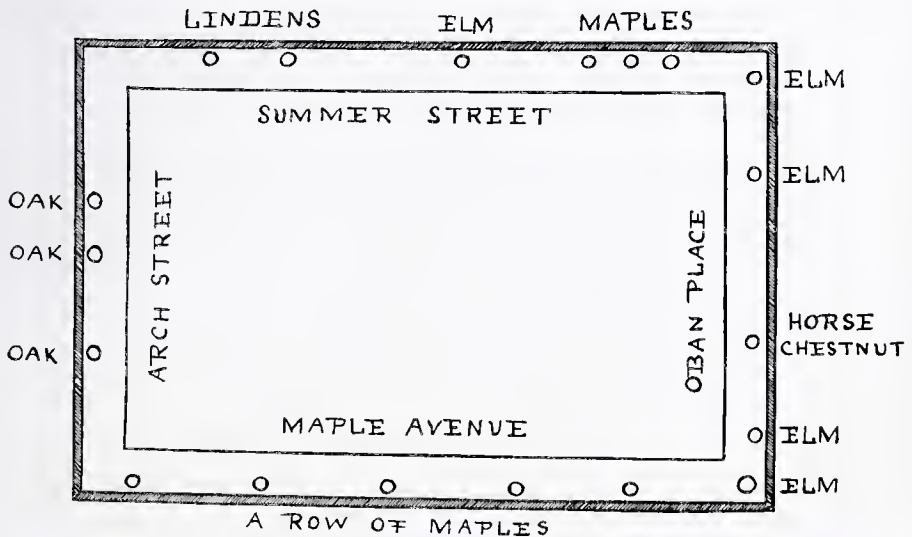 LINDENS ELM MAPLES
ELM
SUMMER STREET
ELM
OAK
OAK
ARCH STREET
OBAN PLACE
HORSE
CHESTNUT
OAK
MAPLE AVENUE
ELM
ELM
A ROW OF MAPLES